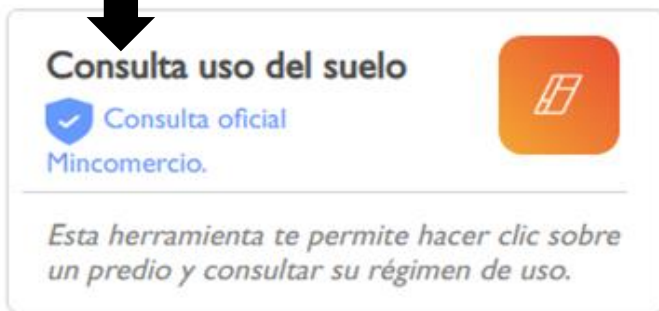 Consulta uso del suelo
Consulta oficial
Mincomercio.
Esta herramienta te permite hacer clic sobre
un predio y consultar su régimen de uso.